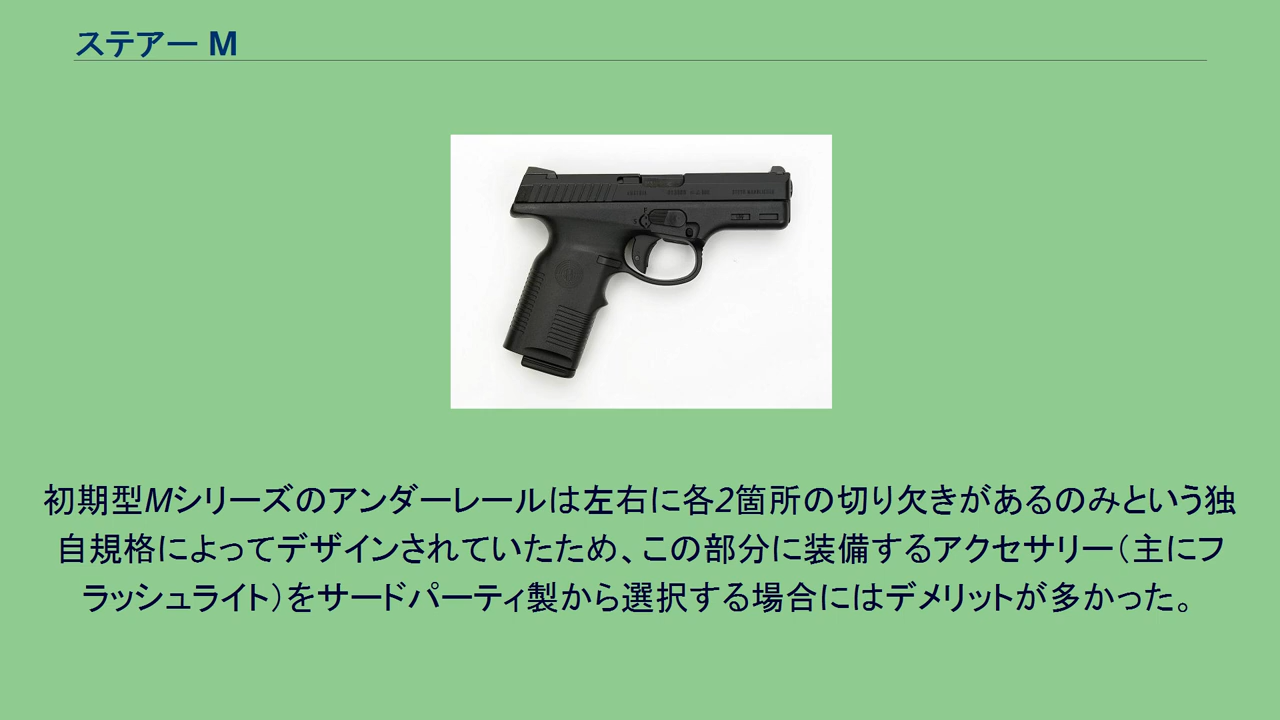 ステアー M
初期型Mシリーズのアンダーレールは左右に各2箇所の切り欠きがあるのみという独
自規格によってデザインされていたため、この部分に装備するアクセサリー（主にフ
ラッシュライト）をサードパーティ製から選択する場合にはデメリットが多かった。